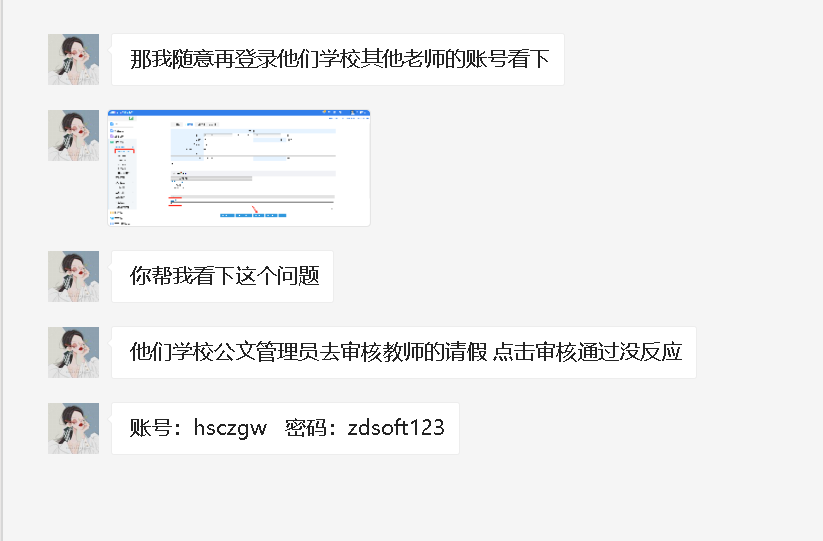 那我随意再登录他们学校其他老师的账号看下
你帮我看下这个问题
他们学校公文管理员去审核教师的请假 点击审核通过没反应
账号：hsczgw 密码：zdsoft123